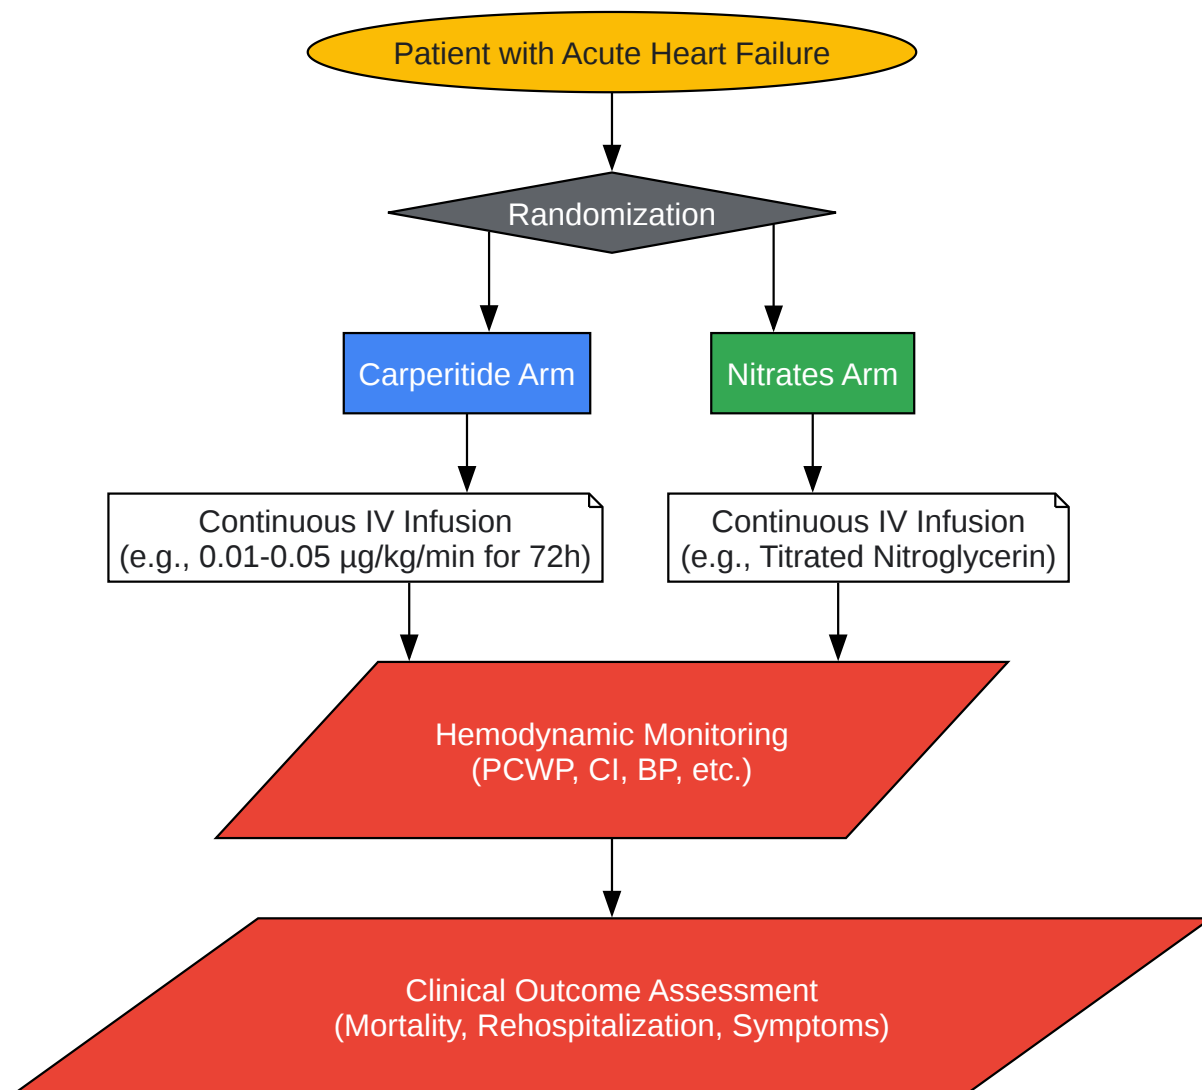 Patient with Acute Heart Failure
Randomization
Carperitide Arm
Nitrates Arm
Continuous IV Infusion
(e.g., 0.01-0.05 µg/kg/min for 72h)
Continuous IV Infusion
(e.g., Titrated Nitroglycerin)
Hemodynamic Monitoring
(PCWP, CI, BP, etc.)
Clinical Outcome Assessment
(Mortality, Rehospitalization, Symptoms)